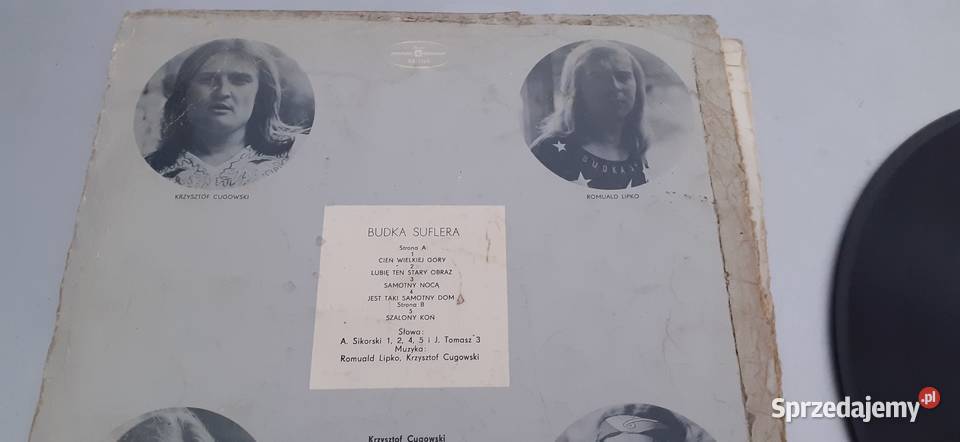 KRZYSZTOF CUGOWSKI
ROMUALD LIPKO
BUDKA
BUDKA SUFLERA
Strona A:
1
CIEŃ WIELKIEJ GÓRY
2
LUBIĘ TEN STARY OBRAZ
3
SAMOTNY NOCĄ
4
JEST TAKI SAMOTNY DOM
Strona: B
5
SZALONY KOŃ
Słowa:
A. Sikorski 1, 2, 4, 5 i J. Tomasz 3
Muzyka:
Romuald Lipko, Krzysztof Cugowski
Krzysztof Cugowski
Sprzedajemy.pl